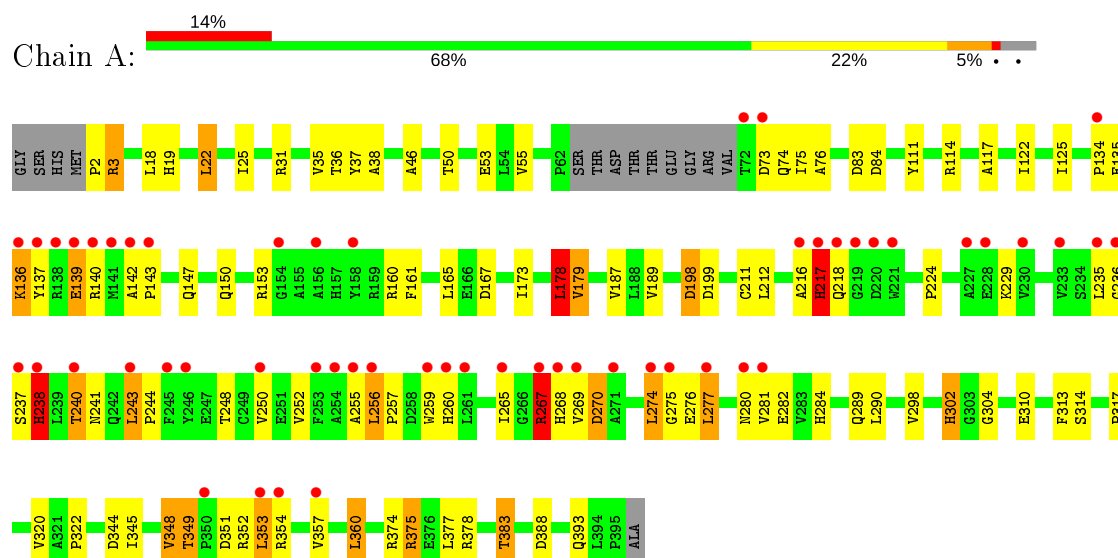 14%
Chain A:
68% 22% 5% • •
GLY SER HIS MET P2 R3 L18 H19 L22 I25 R31 V35 T36 Y37 A38 A46 T50 E53 L54 V55 P62 SER THR ASP THR THR GLU GLY ARG VAL T72 D73 Q74 I75 A76 D83 D84 Y111 R114 A117 I122 I125 P134 E135
K136 Y137 R138 E139 R140 M141 A142 P143 Q147 Q150 R153 G154 A155 A156 H157 Y158 R159 R160 F161 L165 E166 D167 I173 L178 V179 V187 L188 V189 D198 D199 C211 L212 A216 H217 Q218 G219 D220 W221 P224 A227 E228 K229 V230 V233 S234 L235
S237 H238 L239 T240 N241 Q242 L243 P244 F245 Y246 E247 T248 C249 V250 E251 V252 F253 A254 A255 L256 P257 D258 W259 H260 L261 I265 G266 R267 H268 V269 D270 A271 L274 G275 E276 L277 N280 V281 E282 V283 H284 Q289 L290 V298 H302 G303 G304 E310 F313 S314
V320 A321 P322 D344 I345 V348 T349 P350 D351 R352 L353 R354 V357 L360 R374 R375 E376 L377 R378 T383 D388 Q393 L394 P395 ALA